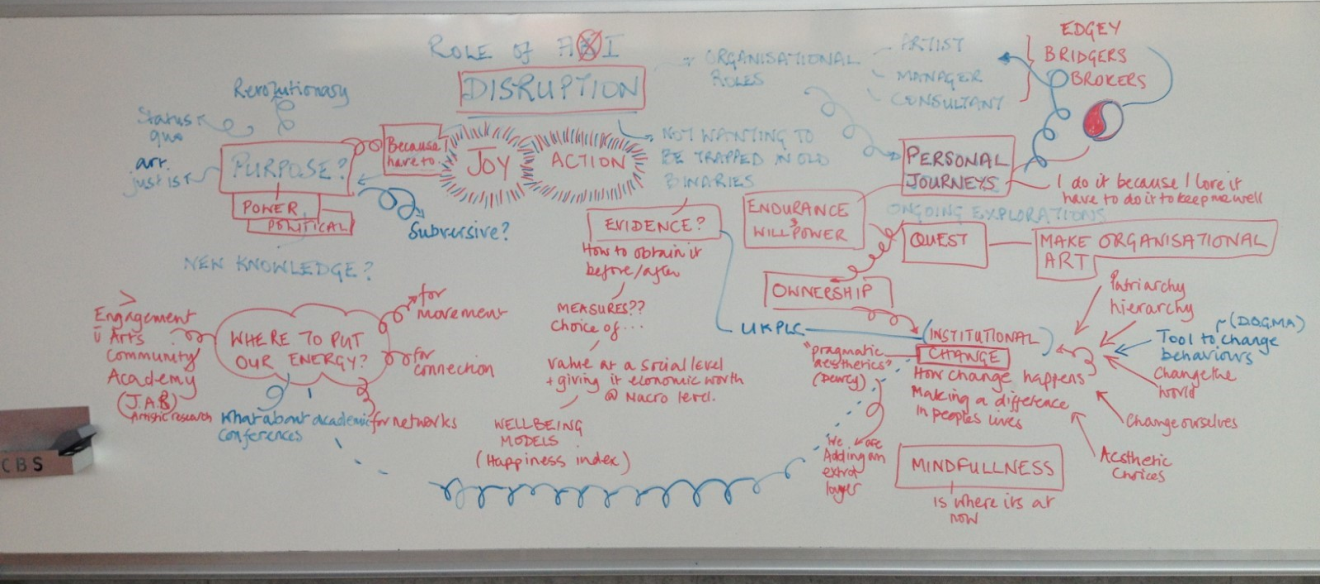 ROLE OF A I
DISRUPTION
ORGANISATIONAL
ROLES
ARTIST
MANAGER
CONSULTANT
EDGEY
BRIDGERS
BROKERS
Revolutionary
Status
quo
art.
just is
PURPOSE?
POWER
POLITICAL
Because I
have to
JOY
ACTION
Subversive?
NOT WANTING TO
BE TRAPPED IN OLD
BINARIES
PERSONAL
JOURNEYS
I do it because I love it
have to do it to keep me well
ONGOING EXPLORATIONS
ENDURANCE
& WILLPOWER
QUEST
MAKE ORGANISATIONAL
ART
OWNERSHIP
EVIDENCE?
How to obtain it
before/after
MEASURES??
Choice of...
Value at a social level
+ giving it economic worth
@ Macro level.
WELLBEING
MODELS
(Happiness index)
NEW KNOWLEDGE?
Engagement
Arts
Community
Academy
(J.A.B)
Artistic research
WHERE TO PUT
OUR ENERGY?
for
movement
for
connection
for networks
What about academic
conferences
UK PLC
INSTITUTIONAL
CHANGE
"pragmatic
aesthetics"
(Dewey)
How change happens
Making a difference
in peoples lives
We are
Adding an
extra
layer
MINDFULLNESS
is where its at
now
Patriarchy
hierarchy
(DOGMA)
Tool to change
behaviours
Change the
world
Change ourselves
Aesthetic
choices
CBS